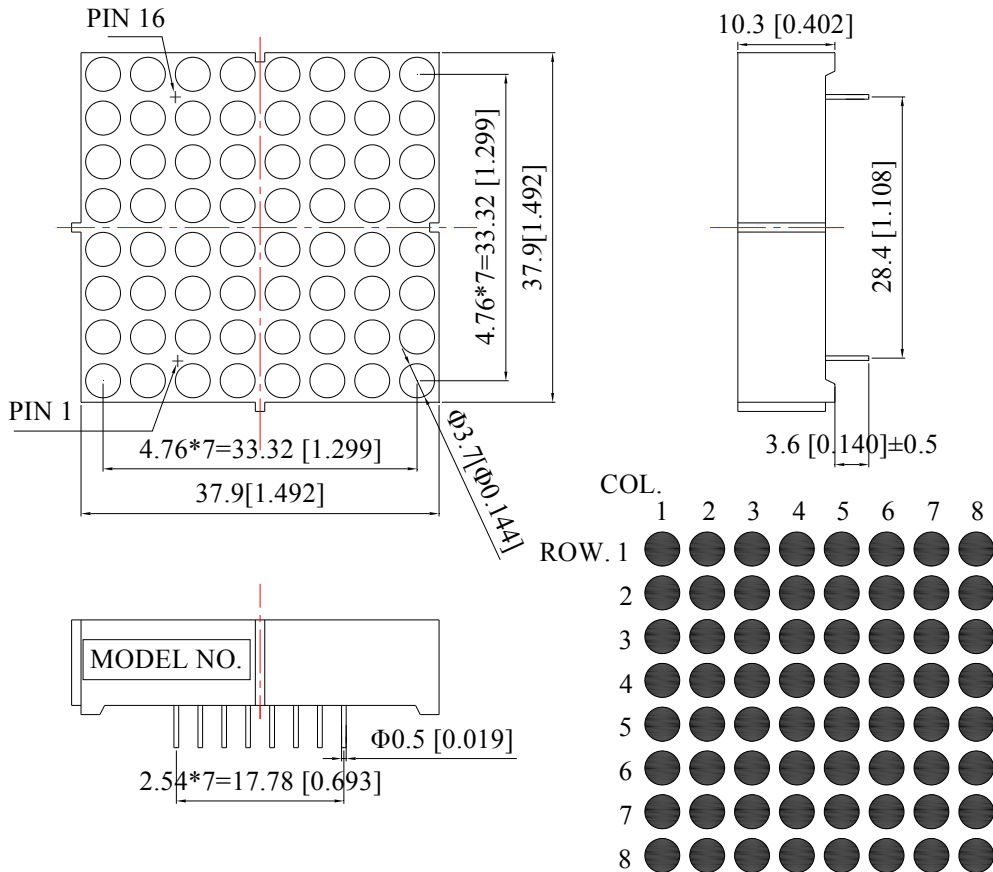 PIN 16
4.76*7=33.32 [1.299]
37.9[1.492]
PIN 1
4.76*7=33.32 [1.299]
37.9[1.492]
Φ3.7[Φ0.144]
10.3 [0.402]
28.4 [1.108]
3.6 [0.140]±0.5
MODEL NO.
Φ0.5 [0.019]
2.54*7=17.78 [0.693]
COL.
1 2 3 4 5 6 7 8
ROW. 1
2
3
4
5
6
7
8